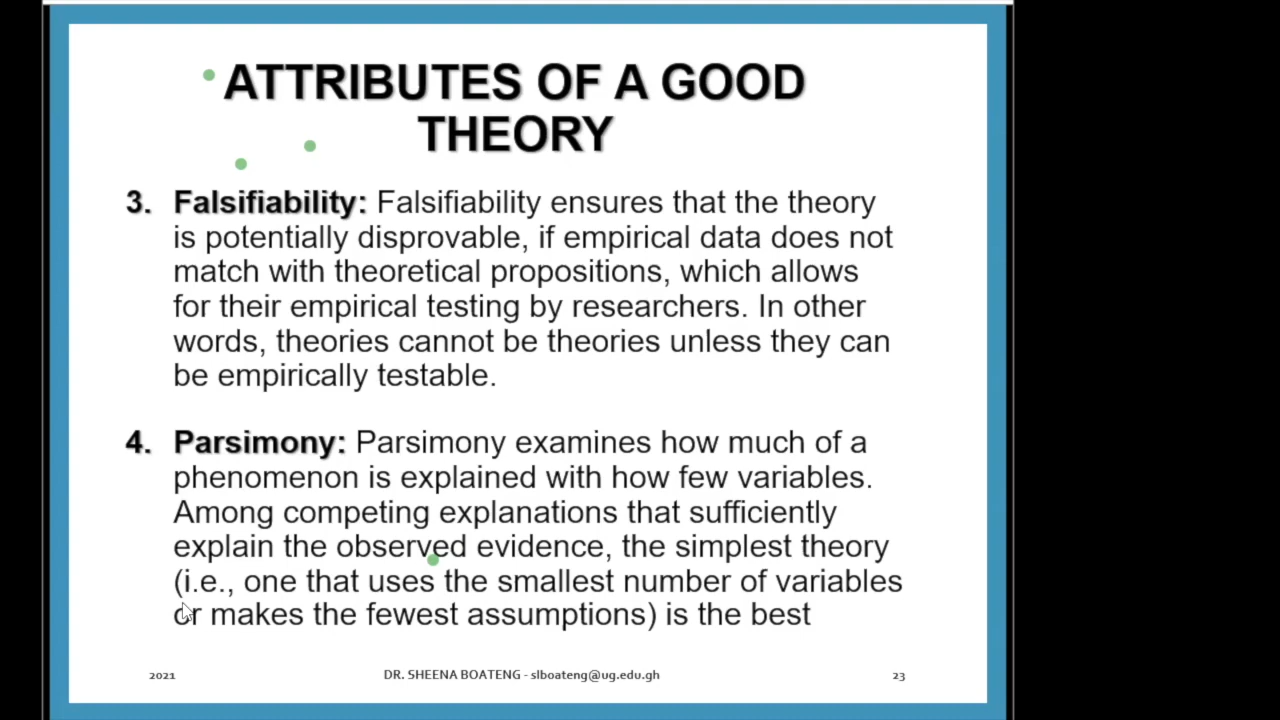 ATTRIBUTES OF A GOOD
THEORY
3. Falsifiability: Falsifiability ensures that the theory
is potentially disprovable, if empirical data does not
match with theoretical propositions, which allows
for their empirical testing by researchers. In other
words, theories cannot be theories unless they can
be empirically testable.
4. Parsimony: Parsimony examines how much of a
phenomenon is explained with how few variables.
Among competing explanations that sufficiently
explain the observed evidence, the simplest theory
(i.e., one that uses the smallest number of variables
or makes the fewest assumptions) is the best
2021 DR. SHEENA BOATENG - slboateng@ug.edu.gh 23